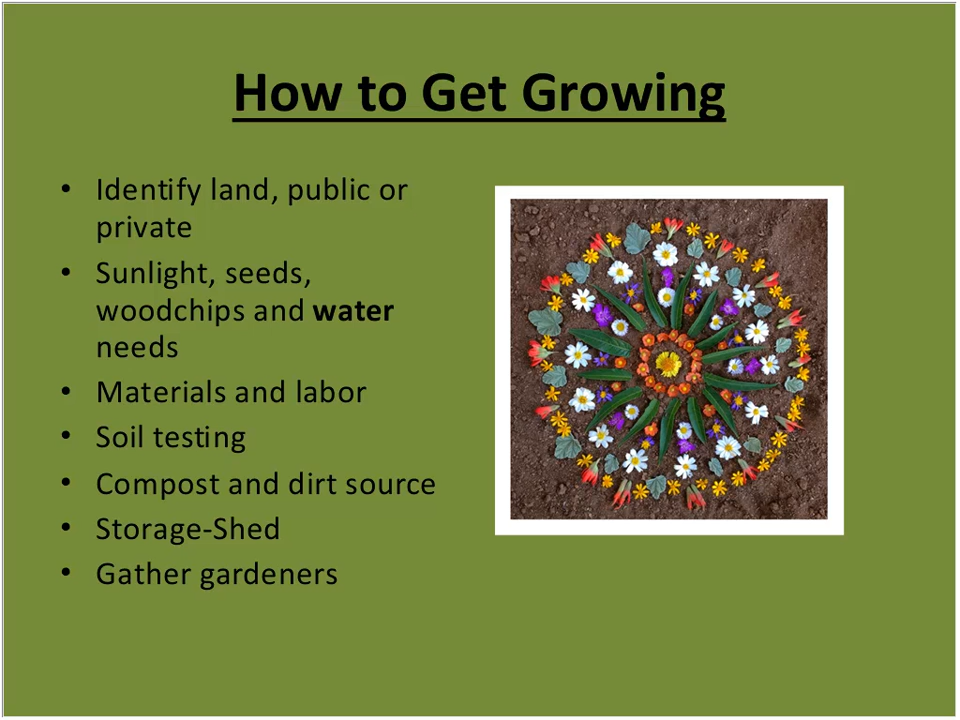 How to Get Growing
• Identify land, public or
private
• Sunlight, seeds,
woodchips and water
needs
• Materials and labor
• Soil testing
• Compost and dirt source
• Storage-Shed
• Gather gardeners